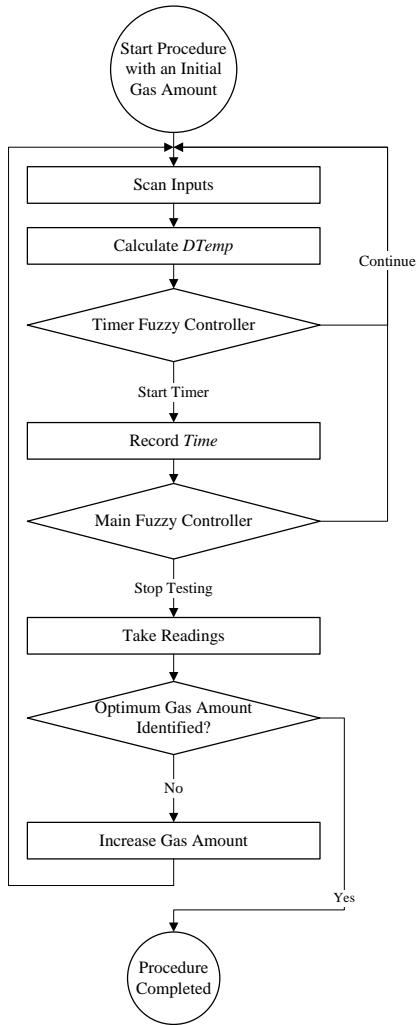 Start Procedure
with an Initial
Gas Amount
Scan Inputs
Calculate DTemp
Continue
Timer Fuzzy Controller
Start Timer
Record Time
Main Fuzzy Controller
Stop Testing
Take Readings
Optimum Gas Amount
Identified?
No
Increase Gas Amount
Yes
Procedure
Completed